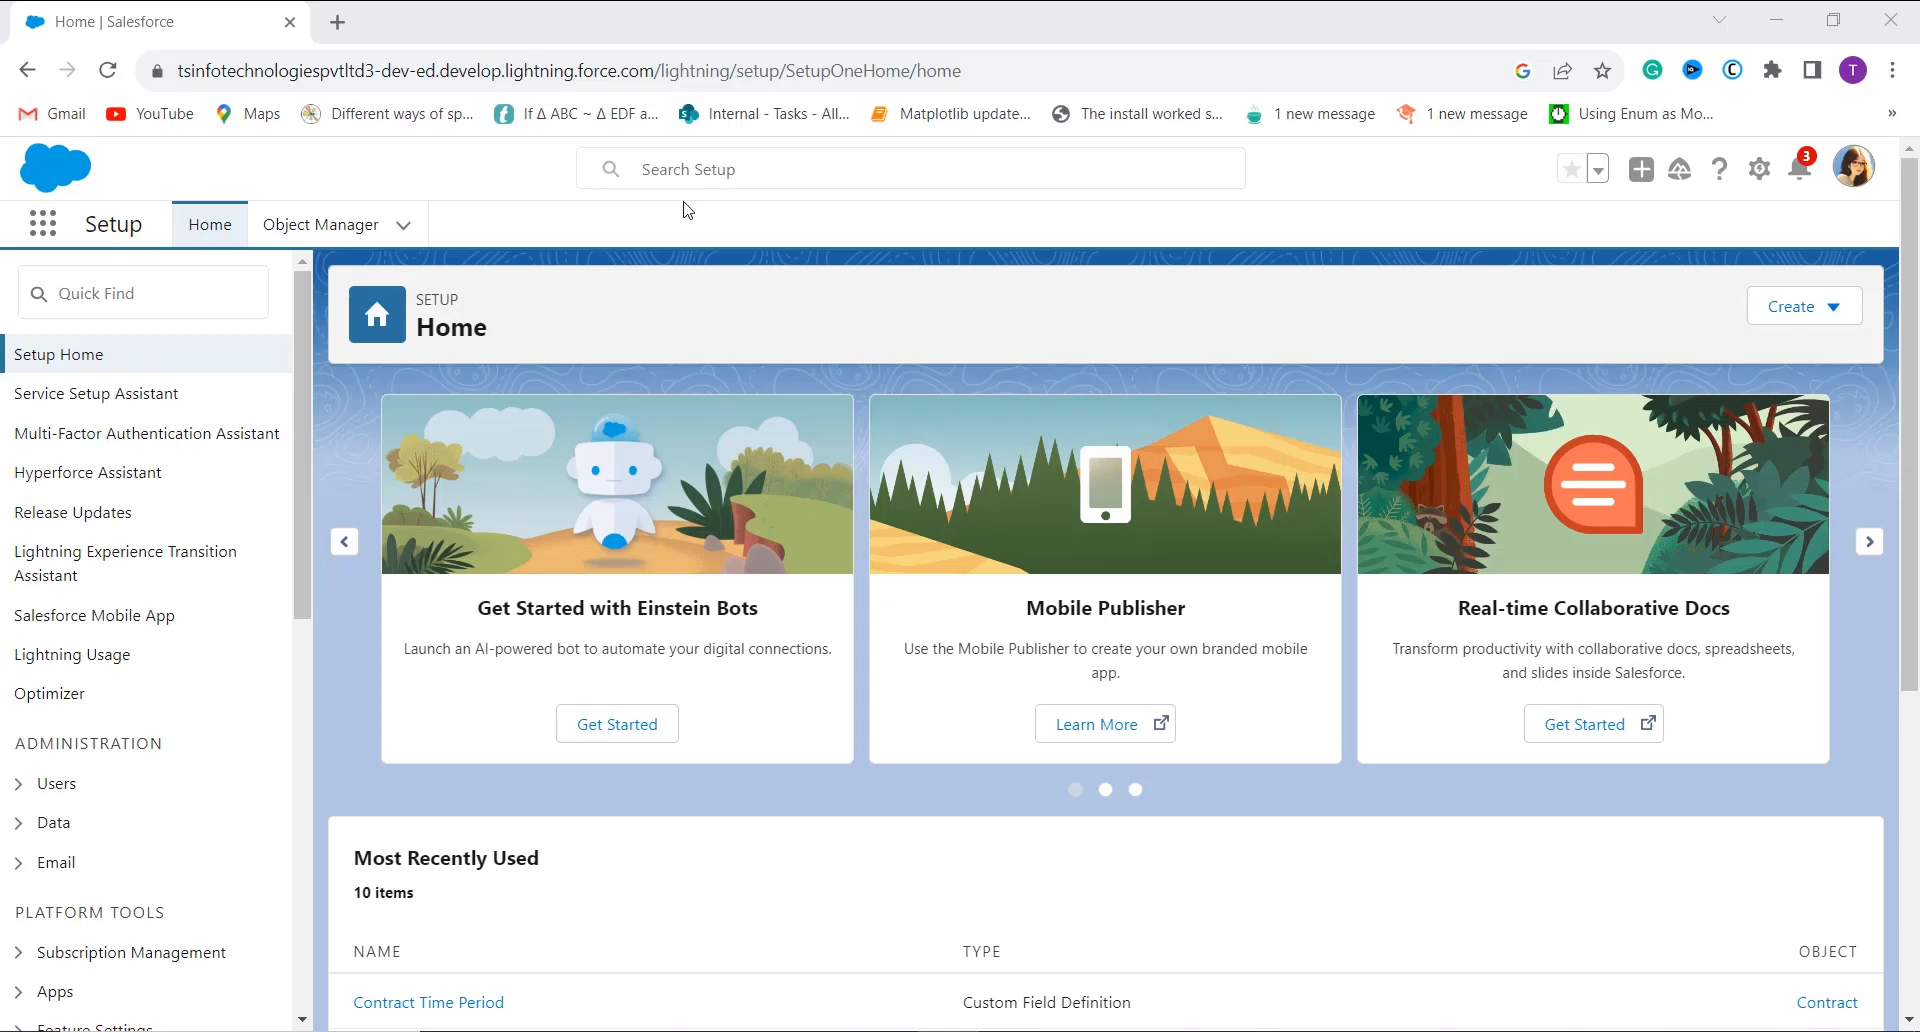 Home | Salesforce
tsinfotechnologiespvtltd3-dev-ed.develop.lightning.force.com/lightning/setup/SetupOneHome/home
T
Gmail
YouTube
Maps
Different ways of sp...
If Δ ABC ~ Δ EDF a...
Internal - Tasks - All...
Matplotlib update...
The install worked s...
1 new message
1 new message
Using Enum as Mo...
»
Search Setup
3
Setup
Home
Object Manager
Quick Find
Setup Home
Service Setup Assistant
Multi-Factor Authentication Assistant
Hyperforce Assistant
Release Updates
Lightning Experience Transition
Assistant
Salesforce Mobile App
Lightning Usage
Optimizer
ADMINISTRATION
Users
Data
Email
PLATFORM TOOLS
Subscription Management
Apps
Feature Settings
SETUP
Home
Create
Get Started with Einstein Bots
Launch an AI-powered bot to automate your digital connections.
Get Started
Mobile Publisher
Use the Mobile Publisher to create your own branded mobile
app.
Learn More
Real-time Collaborative Docs
Transform productivity with collaborative docs, spreadsheets,
and slides inside Salesforce.
Get Started
Most Recently Used
10 items
NAME
TYPE
OBJECT
Contract Time Period
Custom Field Definition
Contract